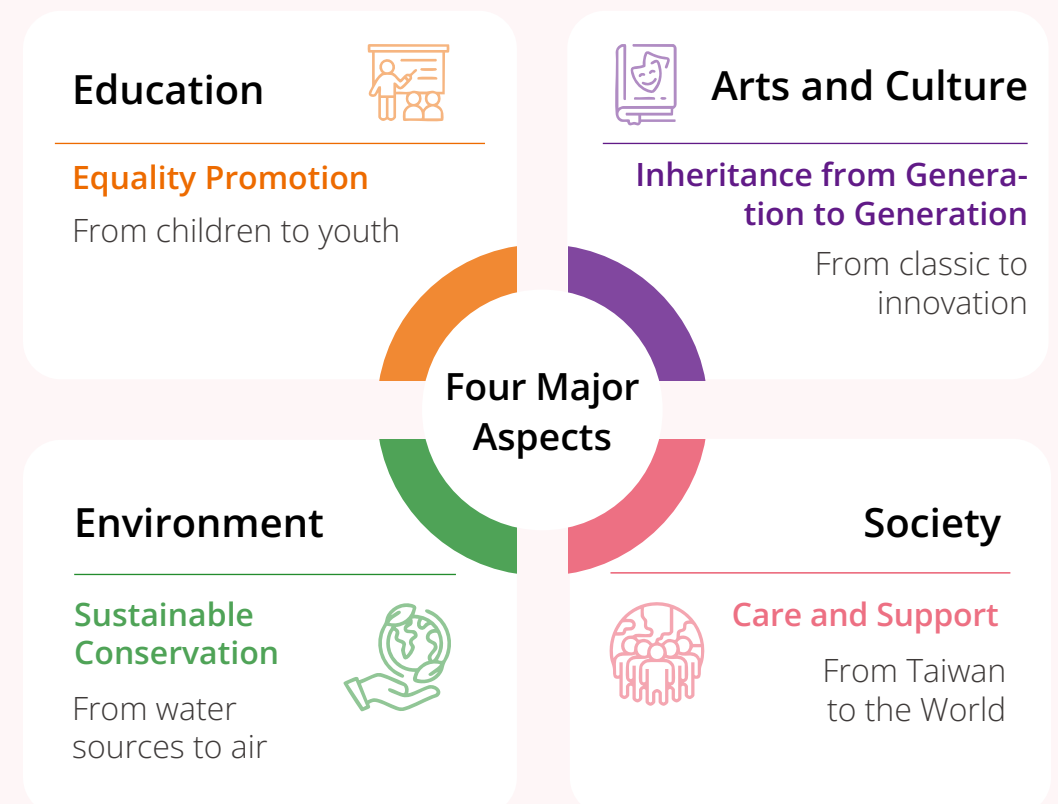 Education
Equality Promotion
From children to youth
Arts and Culture
Inheritance from Genera-
tion to Generation
From classic to
innovation
Four Major
Aspects
Environment
Sustainable
Conservation
From water
sources to air
Society
Care and Support
From Taiwan
to the World